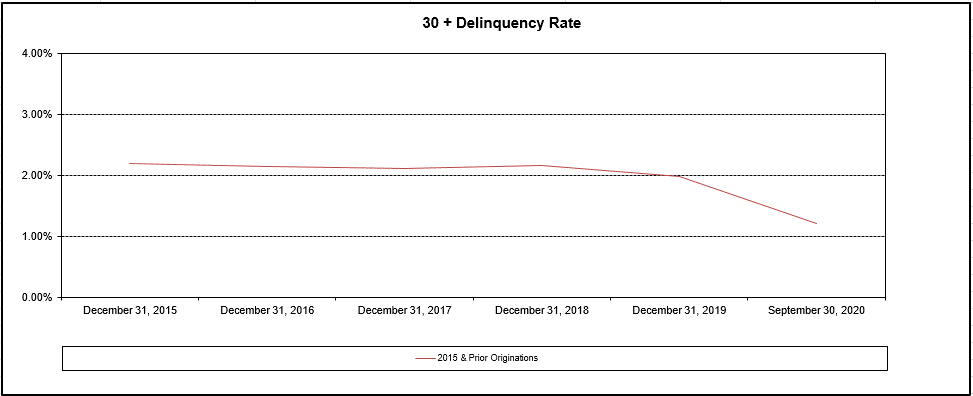 30 + Delinquency Rate
4.00%
3.00%
2.00%
1.00%
0.00%
December 31, 2015 December 31, 2016 December 31, 2017 December 31, 2018 December 31, 2019 September 30, 2020
2015 & Prior Originations